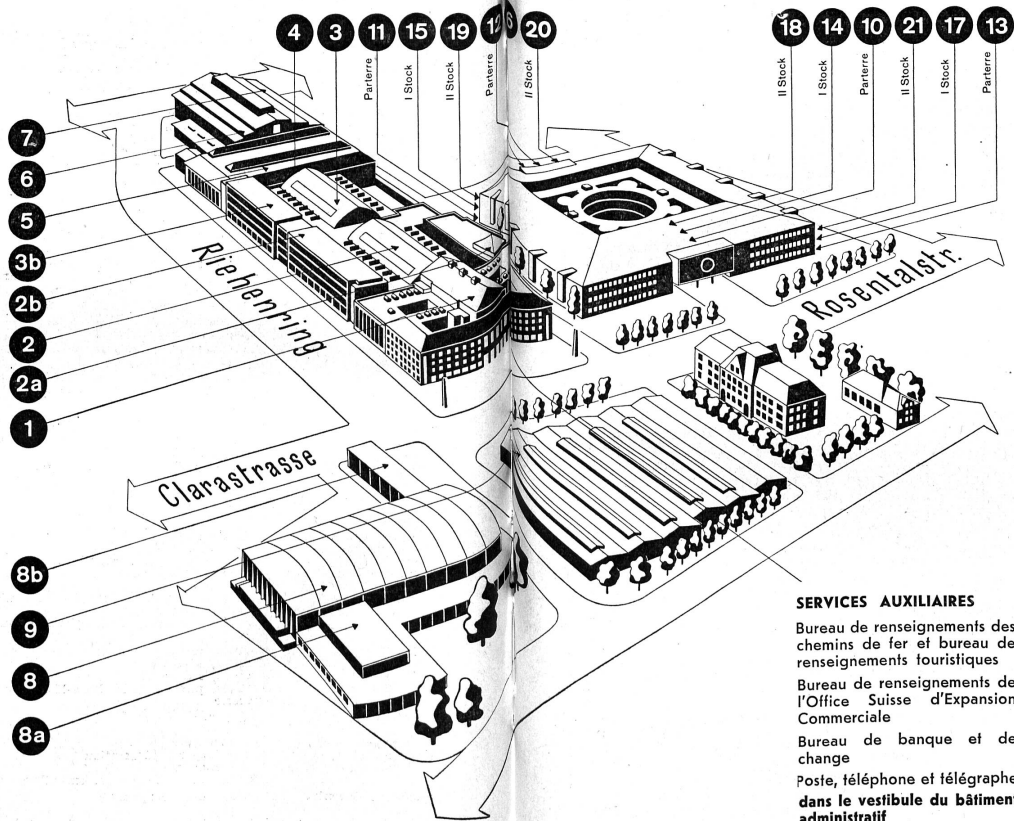 4 3 11 15 19 12 16 20 18 14 10 21 17 13
Parterre
I Stock
II Stock
Parterre
II Stock
II Stock
I Stock
Parterre
II Stock
I Stock
Parterre
7
6
5
3b
2b
2
2a
1
Riehenring
Rosentalstr.
Clarastrasse
8b
9
8
8a
SERVICES AUXILIAIRES
Bureau de renseignements des
chemins de fer et bureau de
renseignements touristiques
Bureau de renseignements de
l'Office Suisse d'Expansion
Commerciale
Bureau de banque et de
change
Poste, téléphone et télégraphe
dans le vestibule du bâtiment
administratif